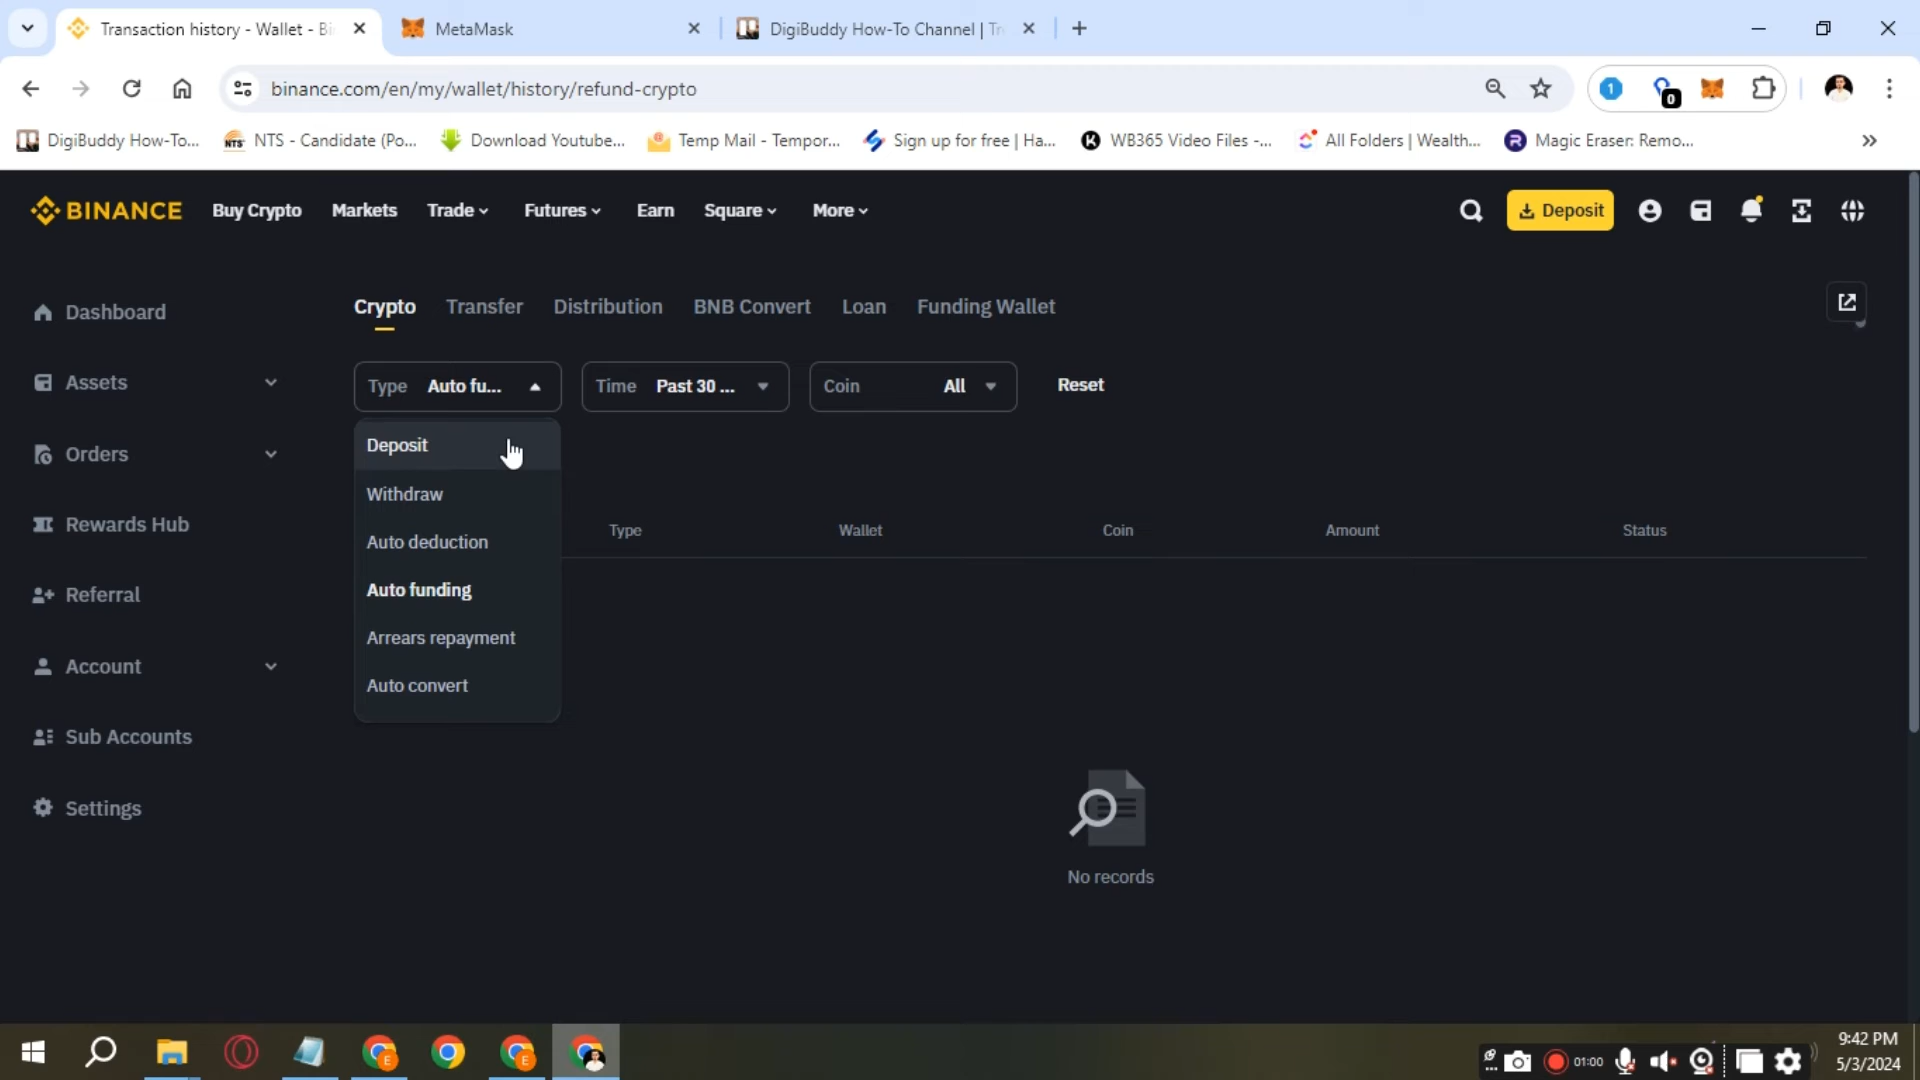 Transaction history - Wallet - Bi
MetaMask
DigiBuddy How-To Channel | Tr
binance.com/en/my/wallet/history/refund-crypto
1
0
DigiBuddy How-To...
NTS
NTS - Candidate (Po...
Download Youtube...
Temp Mail - Tempor...
Sign up for free | Ha...
WB365 Video Files -...
All Folders | Wealth...
Magic Eraser: Remo...
BINANCE
Buy Crypto
Markets
Trade
Futures
Earn
Square
More
Deposit
Dashboard
Assets
Orders
Rewards Hub
Referral
Account
Sub Accounts
Settings
Crypto
Transfer
Distribution
BNB Convert
Loan
Funding Wallet
Type Auto fu...
Time Past 30 ...
Coin All
Reset
Deposit
Withdraw
Auto deduction
Auto funding
Arrears repayment
Auto convert
Type
Wallet
Coin
Amount
Status
No records
E
E
01:00
9:42 PM
5/3/2024